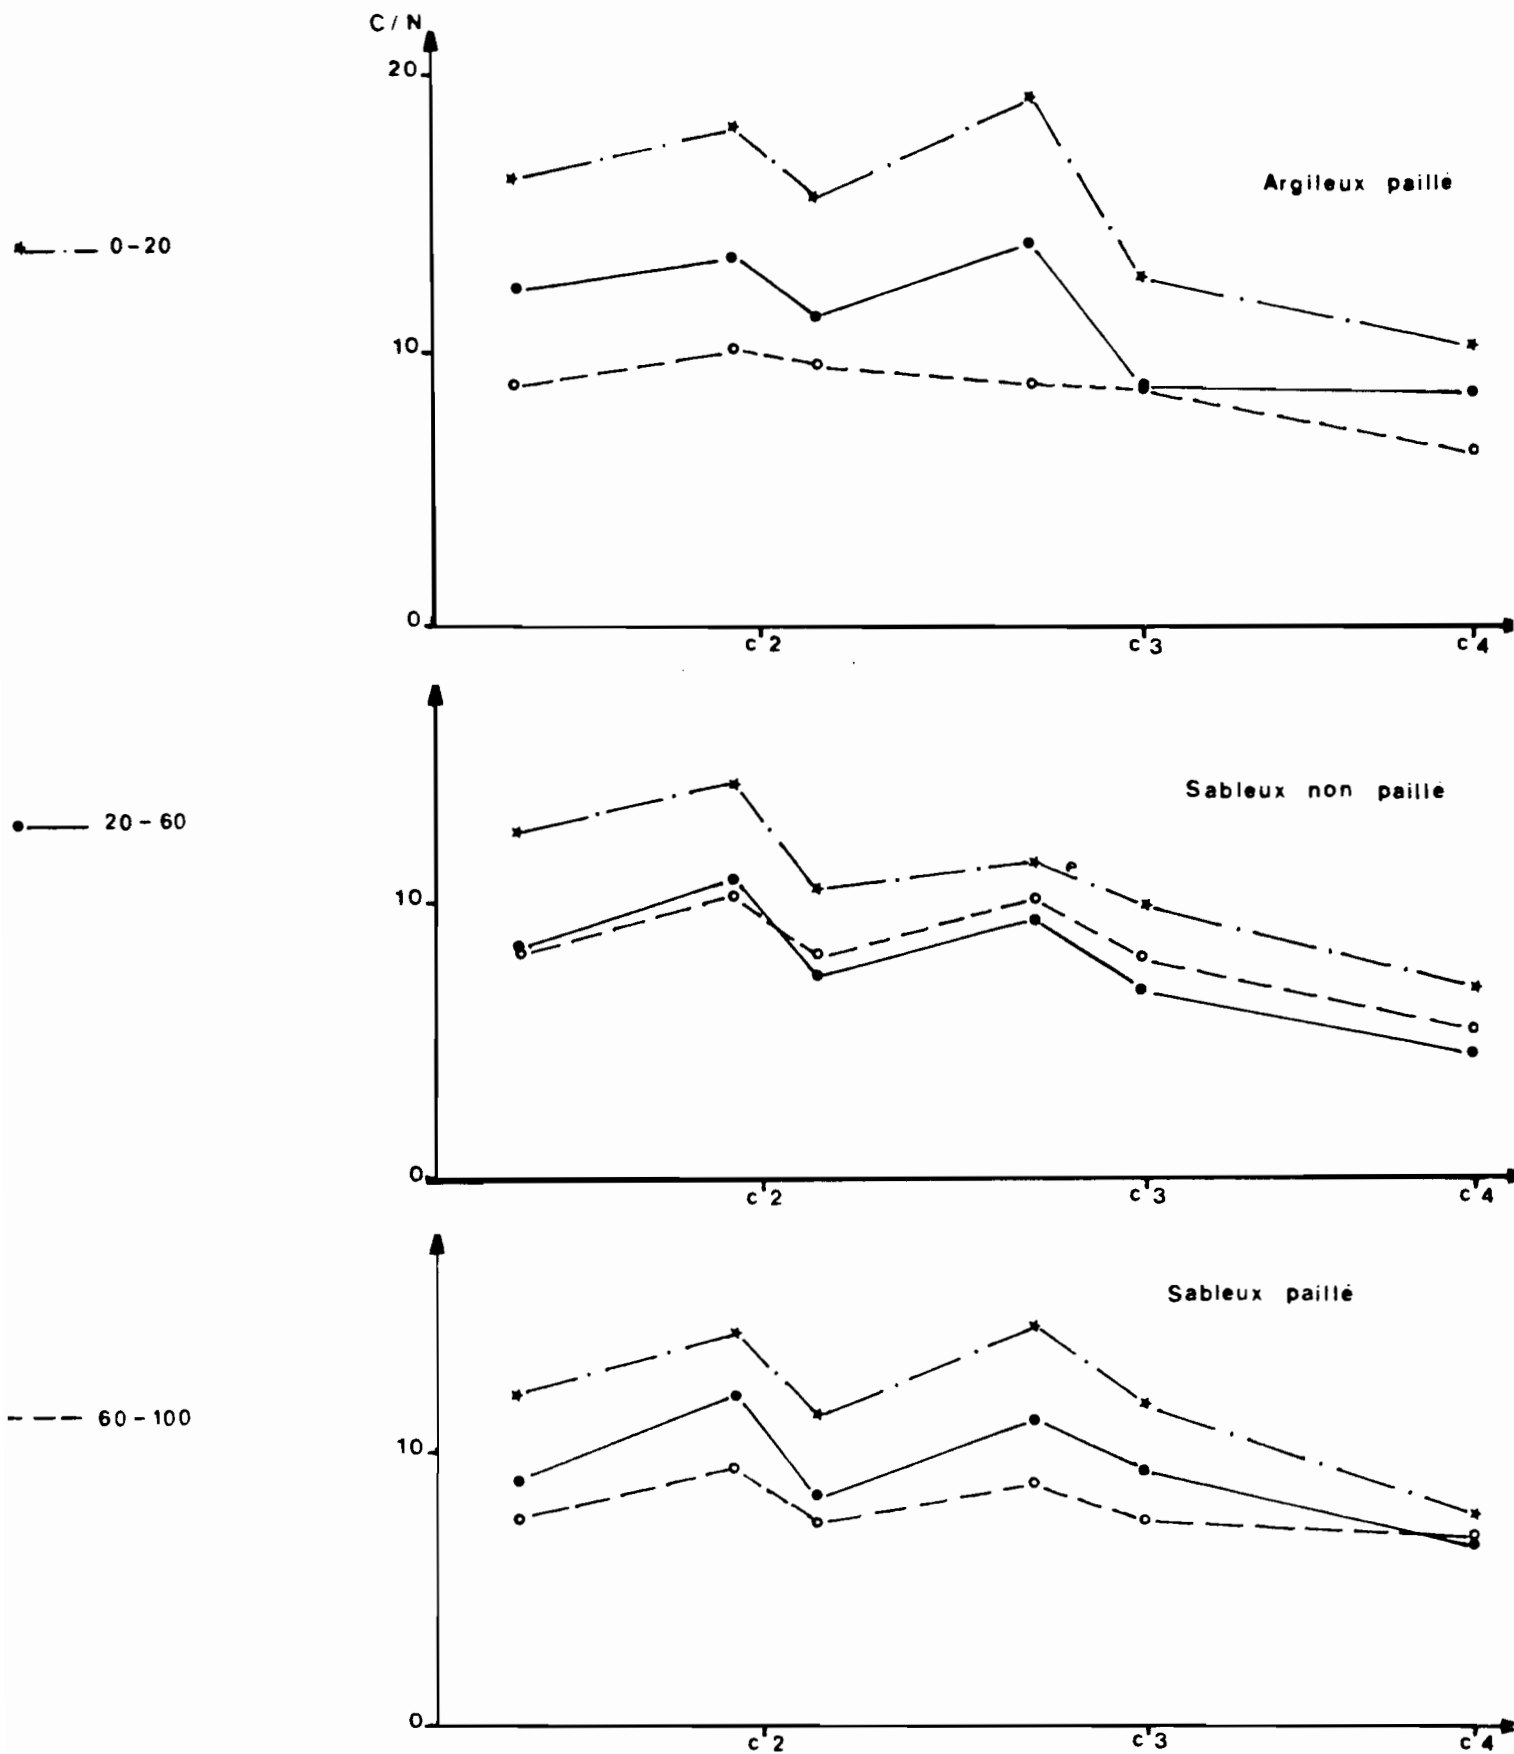 C/N
20
Argileux paillé
0-20
10
0
c'2 c'3 c'4
Sableux non paillé
20-60
10
e
0
c'2 c'3 c'4
Sableux paillé
60-100
10
0
c'2 c'3 c'4